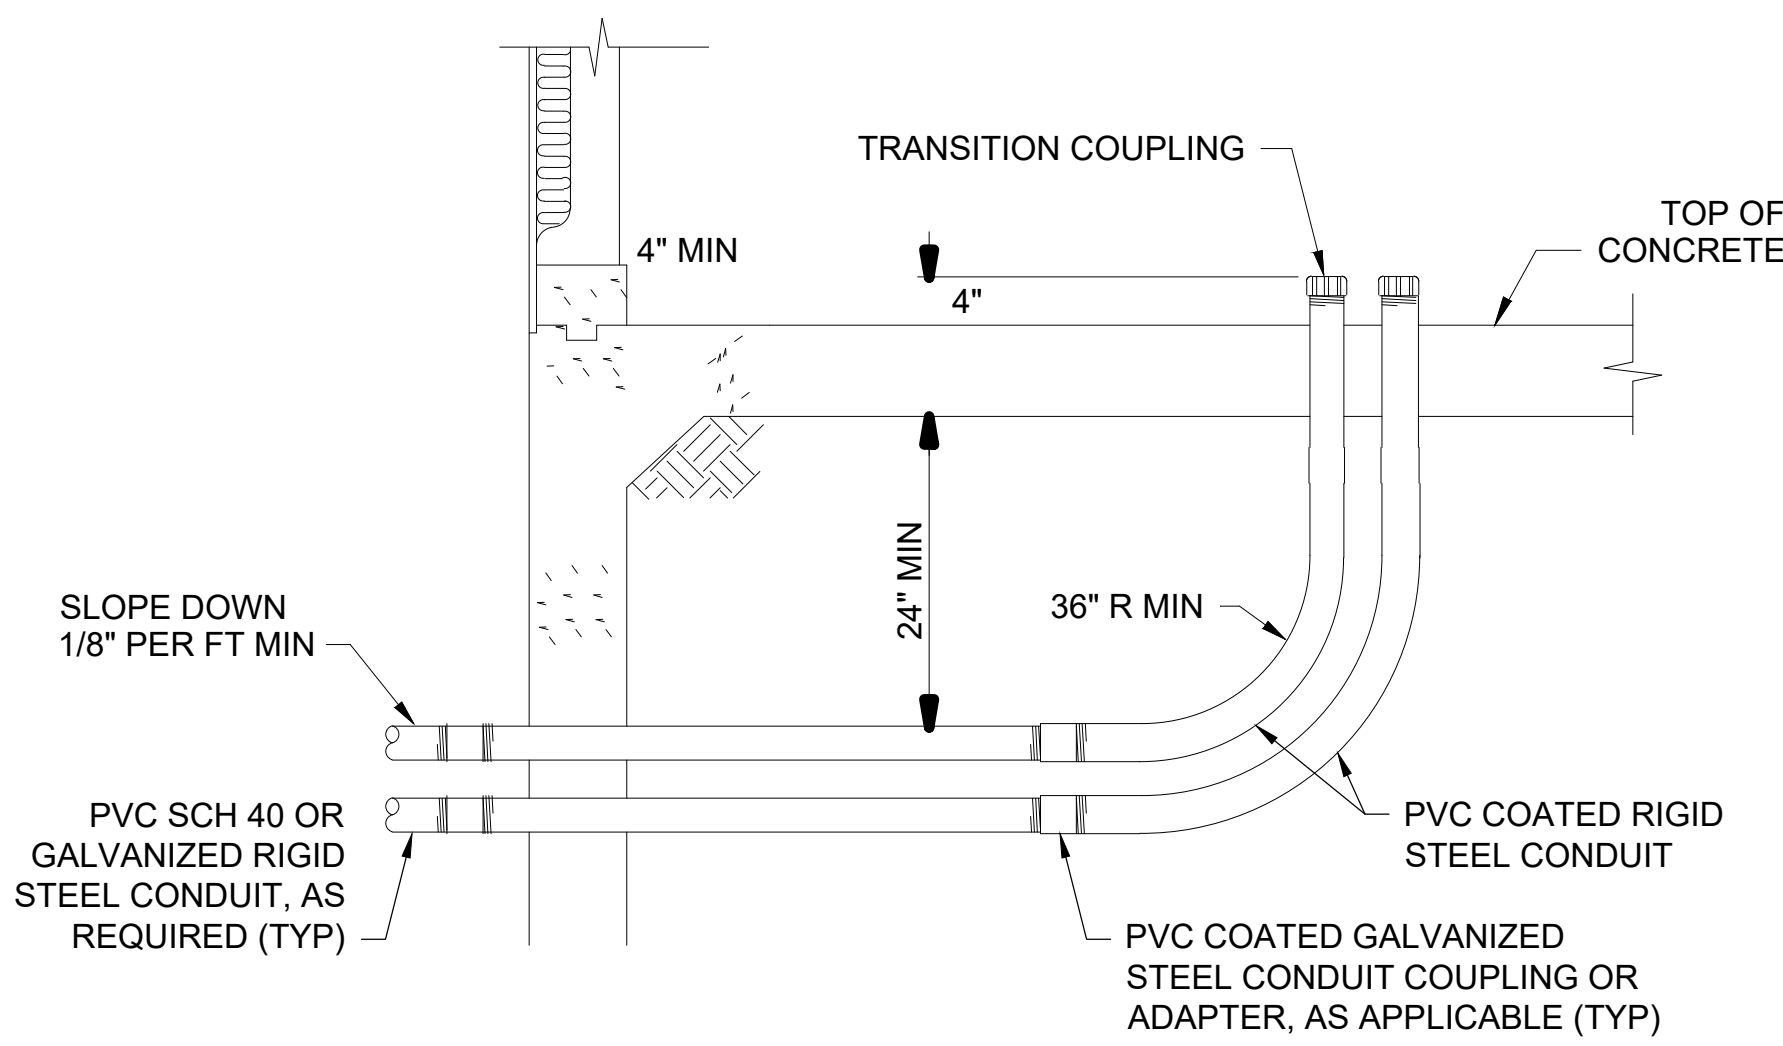 TRANSITION COUPLING
TOP OF
CONCRETE
4" MIN
4"
24" MIN
36" R MIN
SLOPE DOWN
1/8" PER FT MIN
PVC SCH 40 OR
GALVANIZED RIGID
STEEL CONDUIT, AS
REQUIRED (TYP)
PVC COATED RIGID
STEEL CONDUIT
PVC COATED GALVANIZED
STEEL CONDUIT COUPLING OR
ADAPTER, AS APPLICABLE (TYP)